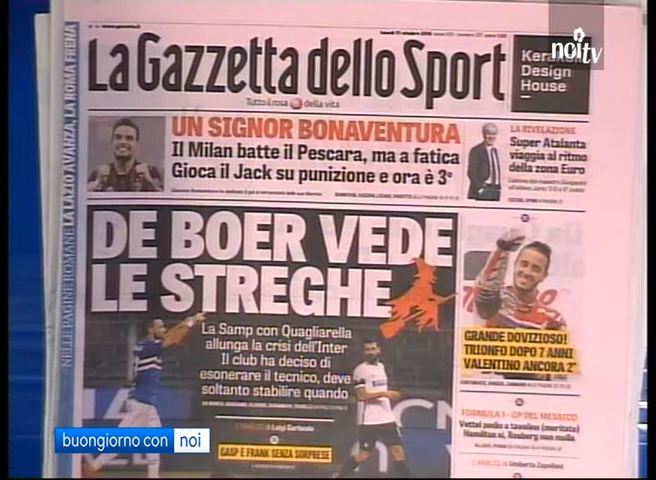 lunedì 31 ottobre 2016
La Gazzetta dello Sport
Tutto il rosa della vita
noi tv
Kerakoll
Design
House
NELLE PAGINE ROMANE LA LAZIO AVANZA, LA ROMA FRENA
UN SIGNOR BONAVENTURA
Il Milan batte il Pescara, ma a fatica
Gioca il Jack su punizione e ora è 3°
LA RIVELAZIONE
Super Atalanta
viaggia al ritmo
della zona Euro
DE BOER VEDE
LE STREGHE
La Samp con Quagliarella
allunga la crisi dell'Inter
Il club ha deciso di
esonerare il tecnico, deve
soltanto stabilire quando
L'ANALISI di Luigi Garlando
GASP E FRANK SENZA SORPRESE
GRANDE DOVIZIOSO!
TRIONFO DOPO 7 ANNI
VALENTINO ANCORA 2°
FORMULA 1 - GP DEL MESSICO
Vettel podio a tavolino (meritato)
Hamilton sì, Rosberg non molla
L'ANALISI di Umberto Zapelloni
buongiorno con noi